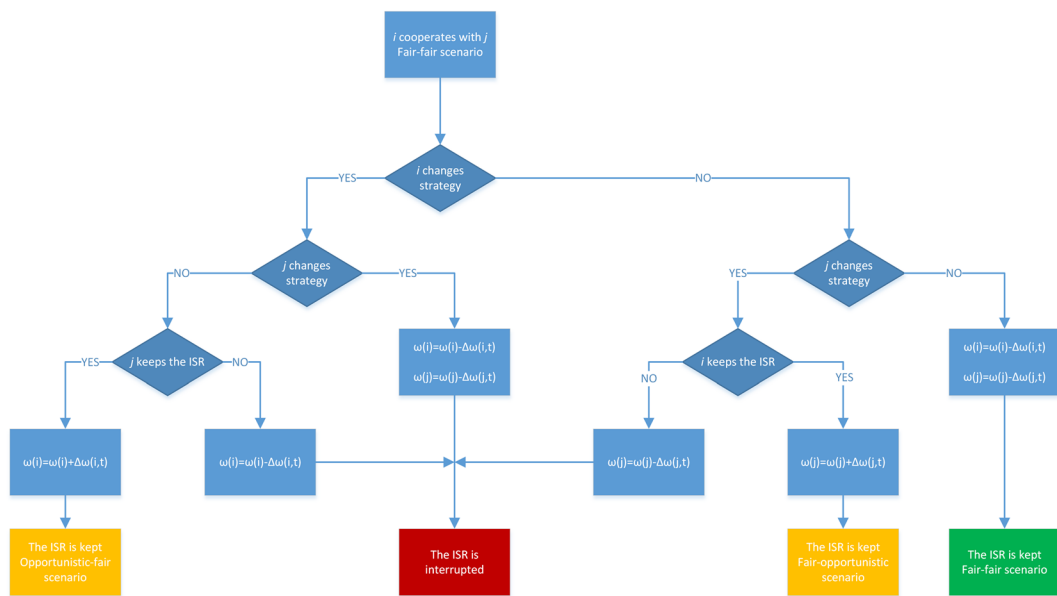 i cooperates with j
Fair-fair scenario
i changes
strategy
YES
NO
j changes
strategy
NO
YES
j changes
strategy
YES
NO
j keeps the ISR
YES
NO
ω(i)=ω(i)-Δω(i,t)
ω(j)=ω(j)-Δω(j,t)
i keeps the ISR
NO
YES
ω(i)=ω(i)-Δω(i,t)
ω(j)=ω(j)-Δω(j,t)
ω(i)=ω(i)+Δω(i,t)
ω(i)=ω(i)-Δω(i,t)
ω(j)=ω(j)-Δω(j,t)
ω(j)=ω(j)+Δω(j,t)
The ISR is kept
Opportunistic-fair
scenario
The ISR is
interrupted
The ISR is kept
Fair-opportunistic
scenario
The ISR is kept
Fair-fair scenario